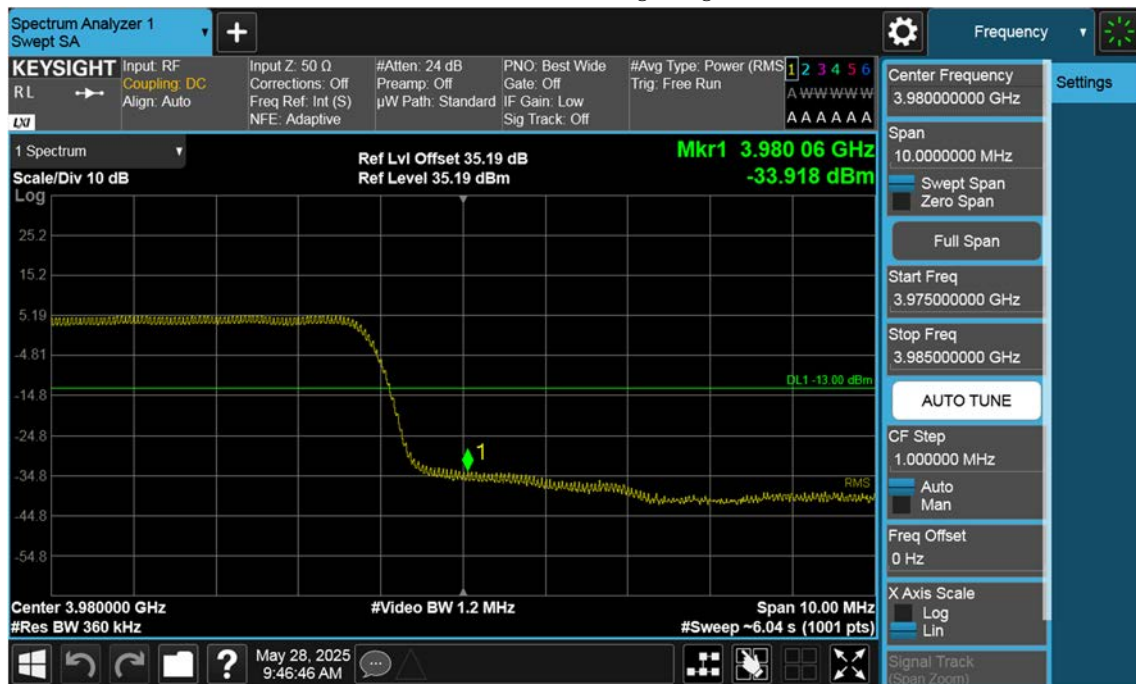 Spectrum Analyzer 1
Swept SA
+
Frequency
KEYSIGHT
RL
LXI
Input: RF
Coupling: DC
Align: Auto
Input Z: 50 Ω
Corrections: Off
Freq Ref: Int (S)
NFE: Adaptive
#Atten: 24 dB
Preamp: Off
µW Path: Standard
PNO: Best Wide
Gate: Off
IF Gain: Low
Sig Track: Off
#Avg Type: Power (RMS
Trig: Free Run
1 2 3 4 5 6
A W W W W W
A A A A A A
1 Spectrum
Scale/Div 10 dB
Ref Lvl Offset 35.19 dB
Ref Level 35.19 dBm
Mkr1 3.980 06 GHz
-33.918 dBm
Log
25.2
15.2
5.19
-4.81
-14.8
-24.8
-34.8
-44.8
-54.8
DL1 -13.00 dBm
1
RMS
Center 3.980000 GHz
#Res BW 360 kHz
#Video BW 1.2 MHz
Span 10.00 MHz
#Sweep ~6.04 s (1001 pts)
Center Frequency
3.980000000 GHz
Settings
Span
10.0000000 MHz
Swept Span
Zero Span
Full Span
Start Freq
3.975000000 GHz
Stop Freq
3.985000000 GHz
AUTO TUNE
CF Step
1.000000 MHz
Auto
Man
Freq Offset
0 Hz
X Axis Scale
Log
Lin
Signal Track
(Span Zoom)
?
May 28, 2025
9:46:46 AM